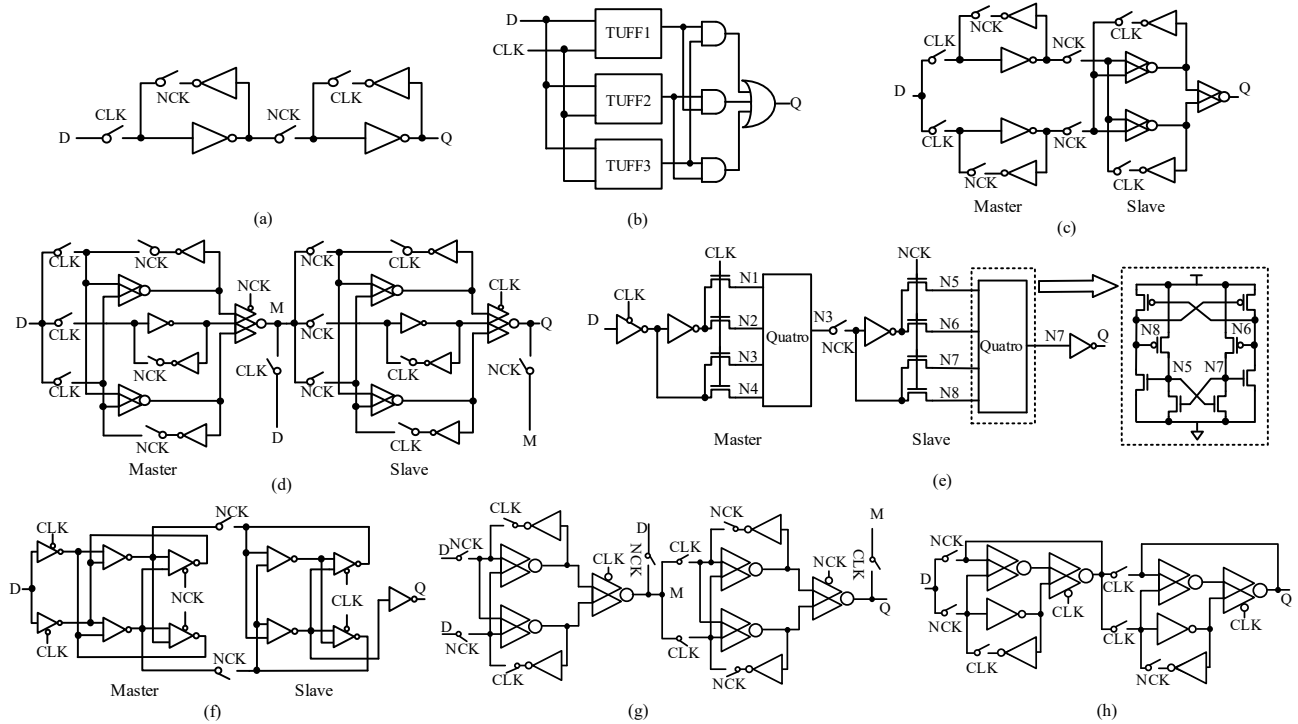 D
CLK
NCK
NCK
CLK
Q
(a)
D
CLK
TUFF1
TUFF2
TUFF3
Q
(b)
NCK
CLK
NCK
CLK
D
Q
CLK
NCK
NCK
CLK
Master
Slave
(c)
CLK
NCK
NCK
NCK
CLK
CLK
D
CLK
M
NCK
Q
NCK
CLK
CLK
NCK
CLK
NCK
NCK
CLK
D
M
Master
Slave
(d)
CLK
NCK
CLK
D
N1
N2
N3
N4
Quatro
N3
NCK
N5
N6
N7
N8
Quatro
N7
Q
N8
N6
N5
N7
Master
Slave
(e)
CLK
NCK
D
NCK
CLK
NCK
CLK
CLK
NCK
Q
Master
Slave
(f)
CLK
D
NCK
D
NCK
CLK
CLK
D
NCK
M
NCK
CLK
CLK
NCK
NCK
M
CLK
Q
(g)
NCK
D
NCK
CLK
CLK
CLK
CLK
NCK
CLK
Q
(h)